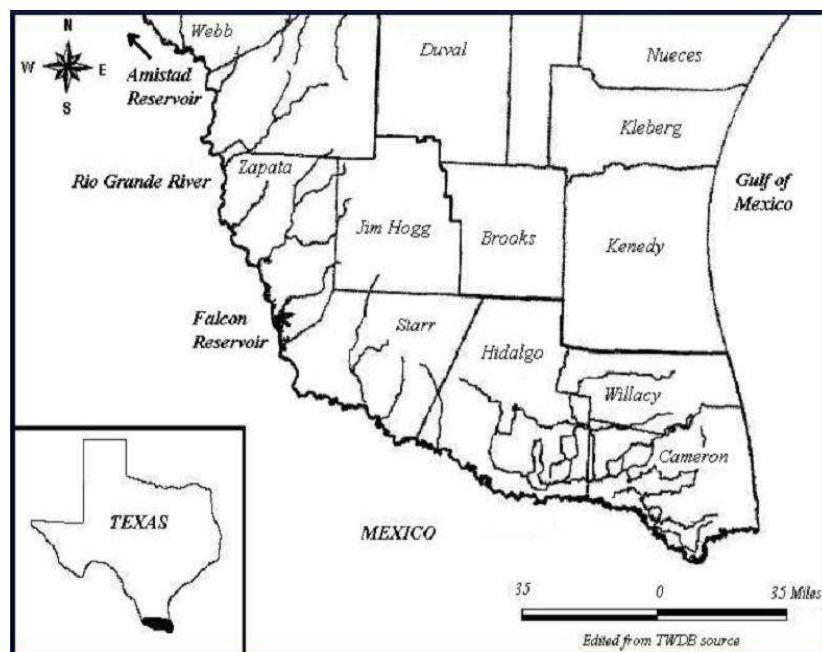 N
W E
S
Webb
Amistad
Reservoir
Duval
Nueces
Kleberg
Rio Grande River
Zapata
Gulf of
Mexico
Jim Hogg
Brooks
Kenedy
Falcon
Reservoir
Starr
Hidalgo
Willacy
Cameron
TEXAS
MEXICO
35 0 35 Miles
Edited from TWDB source